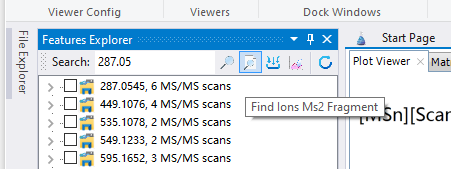 Viewer Config
Viewers
Dock Windows
File Explorer
Features Explorer
Start Page
Search: 287.05
Plot Viewer
287.0545, 6 MS/MS scans
449.1076, 4 MS/MS scans
Find Ions Ms2 Fragment
[MSn][Scan
535.1078, 2 MS/MS scans
549.1233, 2 MS/MS scans
595.1652, 3 MS/MS scans